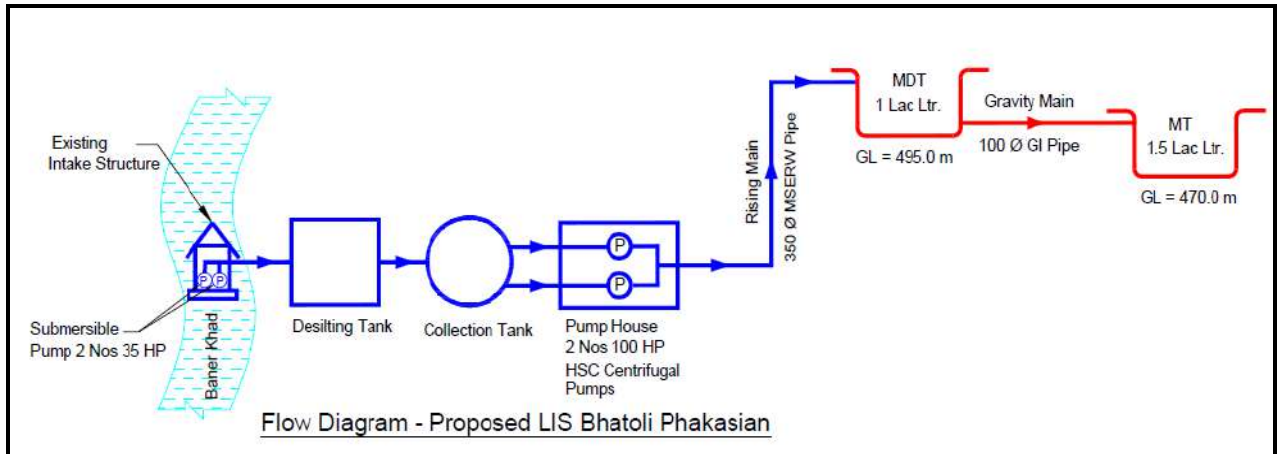 Existing
Intake Structure
Submersible
Pump 2 Nos 35 HP
P P
Baner Khad
Desilting Tank
Collection Tank
P
P
Pump House
2 Nos 100 HP
HSC Centrifugal
Pumps
Rising Main
350 Ø MSERW Pipe
MDT
1 Lac Ltr.
GL = 495.0 m
Gravity Main
100 Ø GI Pipe
MT
1.5 Lac Ltr.
GL = 470.0 m
Flow Diagram - Proposed LIS Bhatoli Phakasian